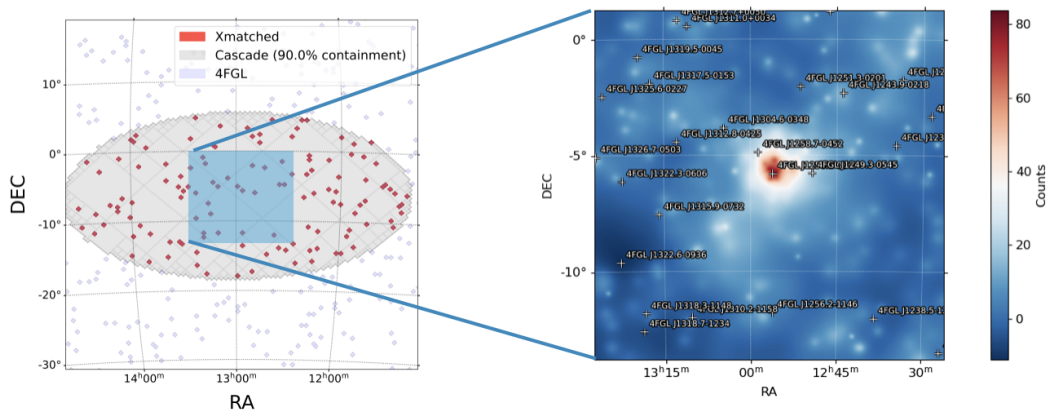 Xmatched
Cascade (90.0% containment)
4FGL
10°
0°
−10°
−20°
−30°
DEC
14h00m
13h00m
12h00m
RA
0°
−5°
−10°
DEC
4FGL J1311.0+0034
4FGL J1319.5-0045
4FGL J1317.5-0153
4FGL J1325.6-0227
4FGL J1251.3-0201
4FGL J1243.9-0218
4FGL J1304.6-0348
4FGL J1312.8-0425
4FGL J1258.7-0452
4FGL J1326.7-0503
4FGL J1249.3-0545
4FGL J1322.3-0606
4FGL J1315.9-0732
4FGL J1322.6-0936
4FGL J1318.3-1148
4FGL J1310.2-1158
4FGL J1256.2-1146
4FGL J1318.7-1234
13h15m
00m
12h45m
30m
RA
80
60
40
20
0
Counts